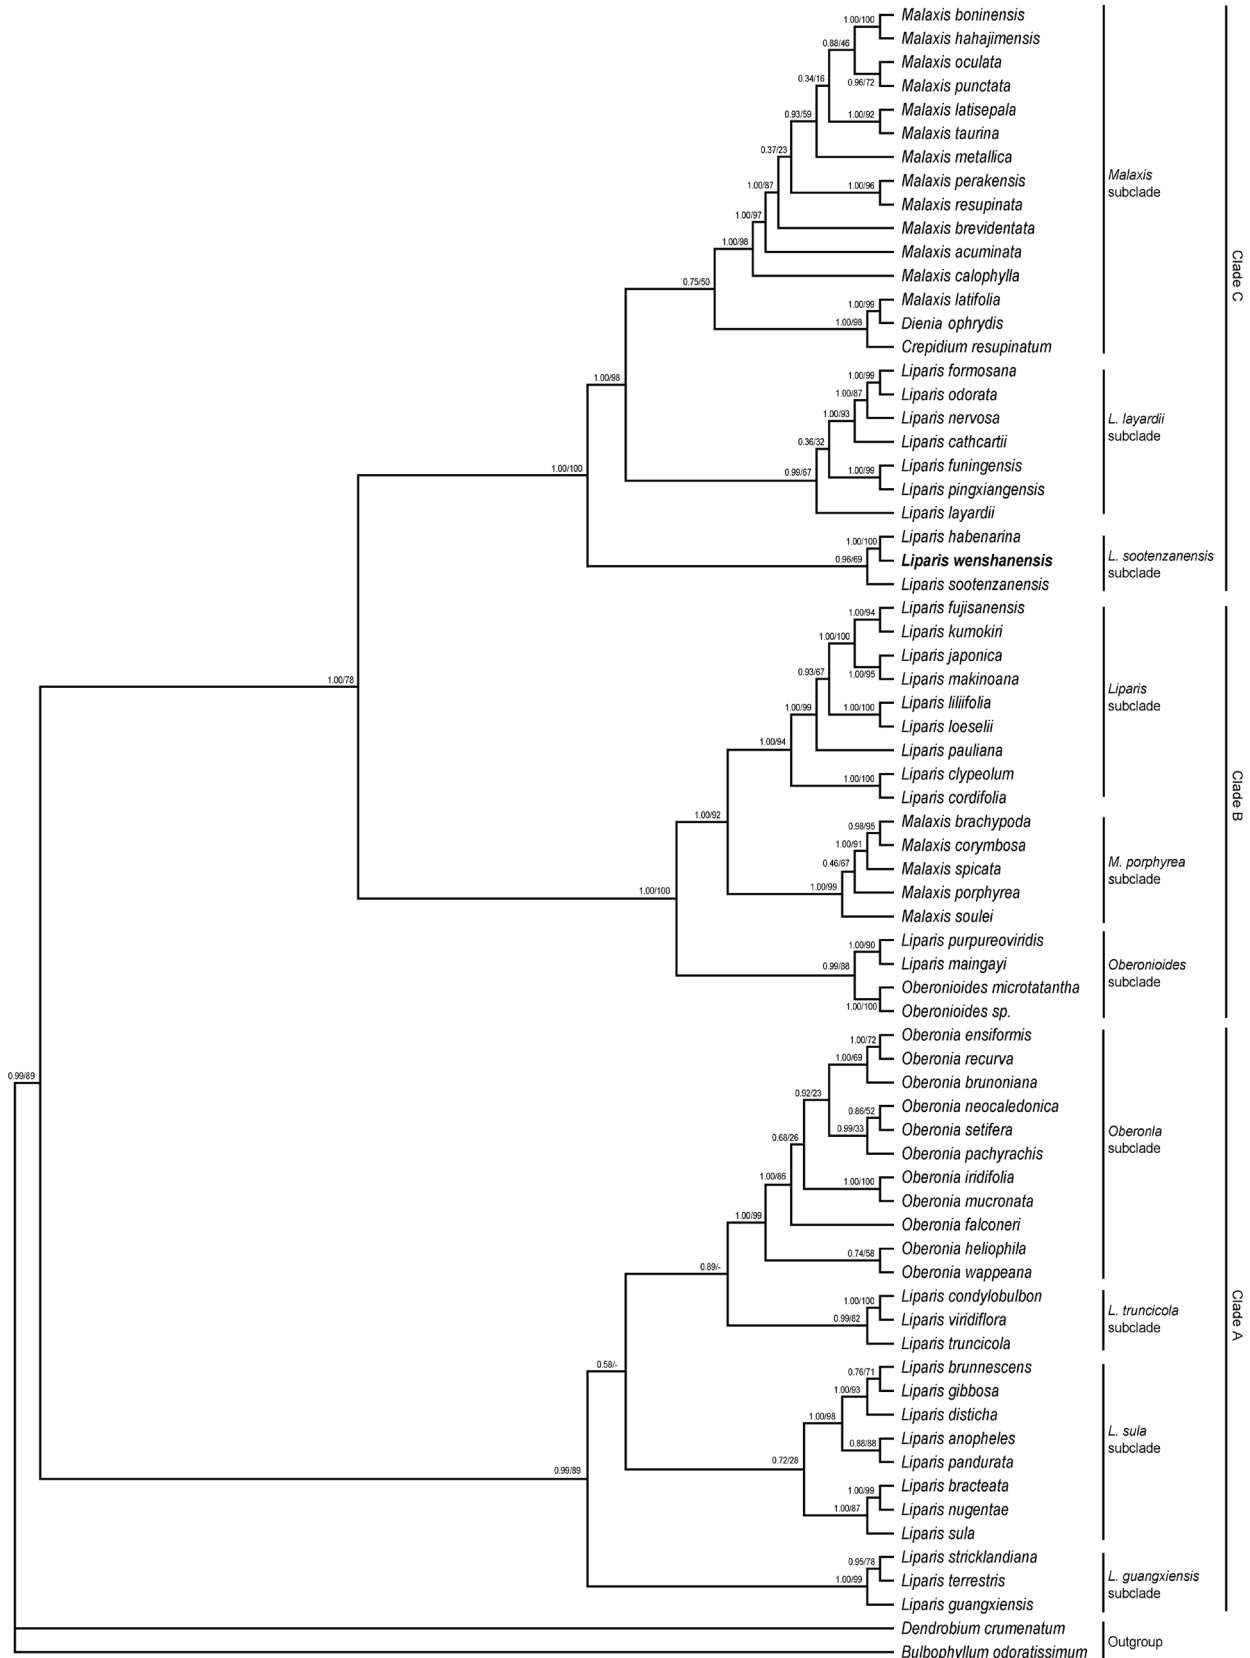 1.00/100
Malaxis boninensis
Malaxis hahajimensis
0.88/46
Malaxis oculata
0.96/72
Malaxis punctata
0.34/16
Malaxis latisepala
1.00/92
Malaxis taurina
0.93/59
Malaxis metallica
0.37/23
Malaxis perakensis
1.00/96
Malaxis resupinata
1.00/87
Malaxis brevidentata
1.00/97
Malaxis acuminata
1.00/98
Malaxis calophylla
0.75/50
Malaxis latifolia
1.00/99
Dienia ophrydis
1.00/98
Crepidium resupinatum
Malaxis
subclade
Clade C
1.00/98
Liparis formosana
1.00/99
Liparis odorata
1.00/87
Liparis nervosa
1.00/93
Liparis cathcartii
0.36/32
Liparis funingensis
1.00/99
Liparis pingxiangensis
0.99/67
Liparis layardii
L. layardii
subclade
1.00/100
Liparis habenarina
1.00/100
Liparis wenshanensis
0.96/69
Liparis sootenzanensis
L. sootenzanensis
subclade
1.00/78
Liparis fujisanensis
1.00/94
Liparis kumokiri
1.00/100
Liparis japonica
1.00/95
Liparis makinoana
0.93/67
Liparis liliifolia
1.00/100
Liparis loeselii
1.00/99
Liparis pauliana
1.00/94
Liparis clypeolum
1.00/100
Liparis cordifolia
Liparis
subclade
Clade B
1.00/92
Malaxis brachypoda
0.98/95
Malaxis corymbosa
1.00/91
Malaxis spicata
0.46/67
Malaxis porphyrea
1.00/99
Malaxis soulei
M. porphyrea
subclade
1.00/100
Liparis purpureoviridis
1.00/90
Liparis maingayi
0.99/88
Oberonioides microtatantha
1.00/100
Oberonioides sp.
Oberonioides
subclade
0.99/89
Oberonia ensiformis
1.00/72
Oberonia recurva
1.00/69
Oberonia brunoniana
0.92/23
Oberonia neocaledonica
0.86/52
Oberonia setifera
0.99/33
Oberonia pachyrachis
0.68/26
Oberonia iridifolia
1.00/100
Oberonia mucronata
1.00/86
Oberonia falconeri
1.00/99
Oberonia heliophila
0.74/58
Oberonia wappeana
Oberonla
subclade
Clade A
0.89/-
Liparis condylobulbon
1.00/100
Liparis viridiflora
0.99/82
Liparis truncicola
L. truncicola
subclade
0.58/-
Liparis brunnescens
0.76/71
Liparis gibbosa
1.00/93
Liparis disticha
1.00/98
Liparis anopheles
0.88/88
Liparis pandurata
0.72/28
Liparis bracteata
1.00/99
Liparis nugentae
1.00/87
Liparis sula
L. sula
subclade
0.99/89
Liparis stricklandiana
0.95/78
Liparis terrestris
1.00/99
Liparis guangxiensis
L. guangxiensis
subclade
Dendrobium crumenatum
Bulbophyllum odoratissimum
Outgroup